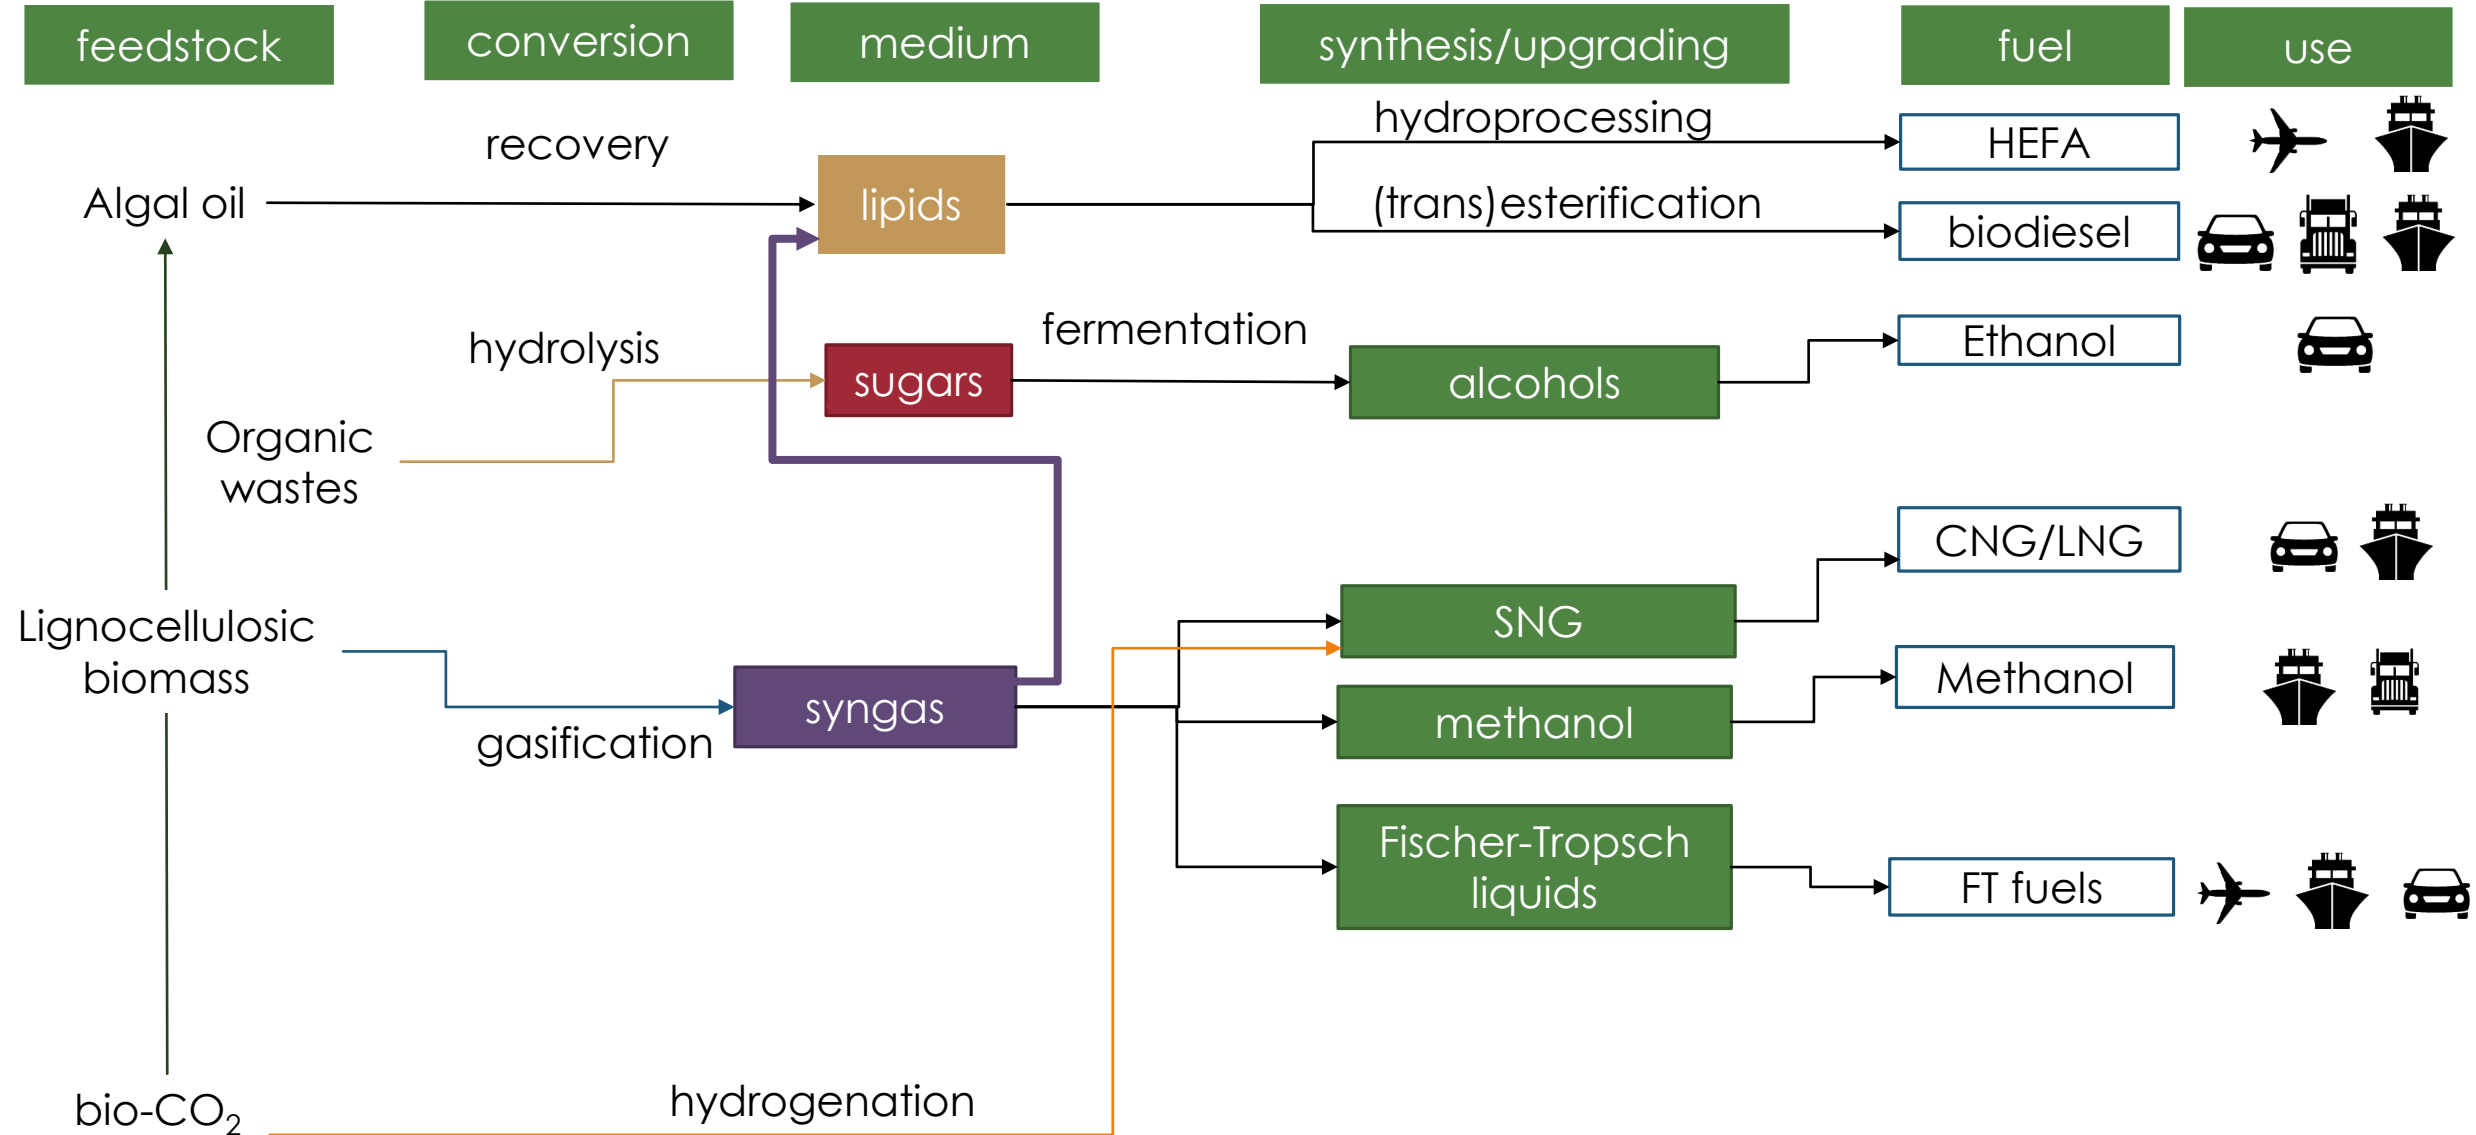 feedstock
conversion
medium
synthesis/upgrading
fuel
use
recovery
hydroprocessing
HEFA
Algal oil
lipids
(trans)esterification
biodiesel
hydrolysis
fermentation
Ethanol
sugars
alcohols
Organic
wastes
CNG/LNG
Lignocellulosic
biomass
SNG
Methanol
syngas
gasification
methanol
Fischer-Tropsch
liquids
FT fuels
bio-CO₂
hydrogenation